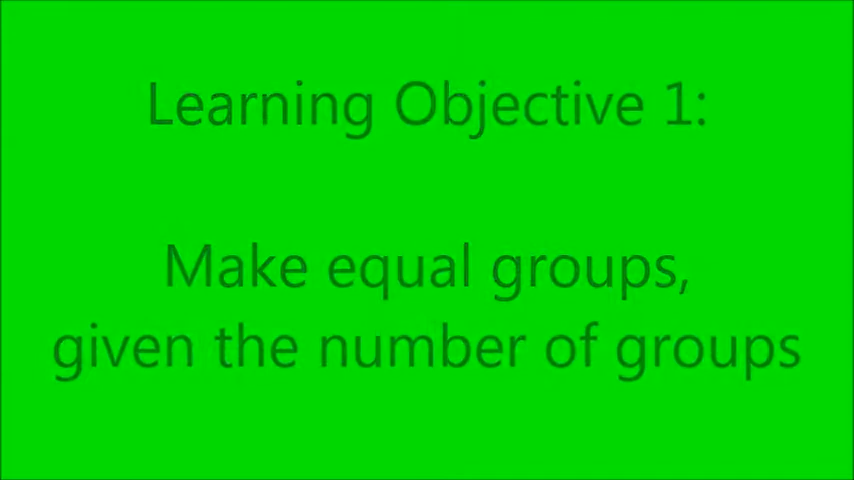 Learning Objective 1:
Make equal groups,
given the number of groups